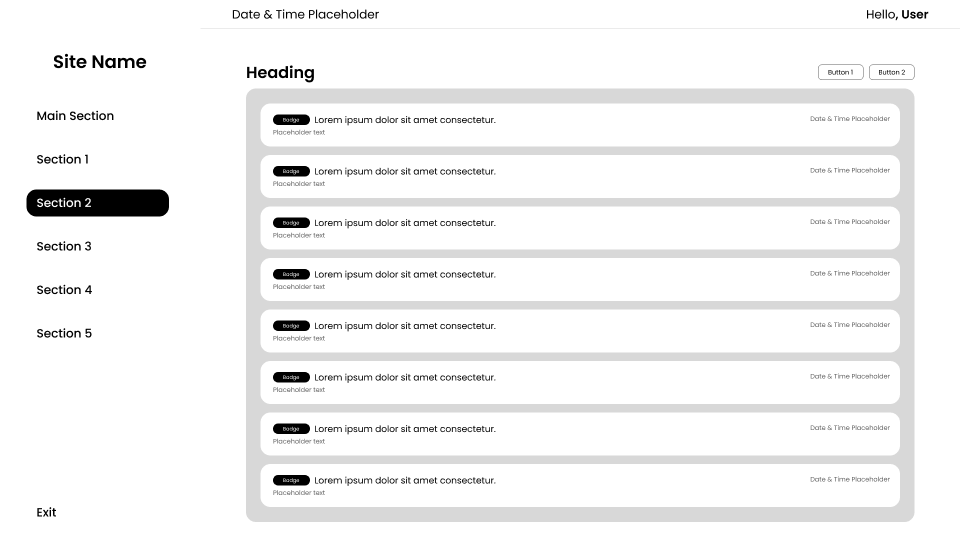 Date & Time Placeholder
Hello, User
Site Name
Main Section
Section 1
Section 2
Section 3
Section 4
Section 5
Exit
Heading
Button 1
Button 2
Badge Lorem ipsum dolor sit amet consectetur. Date & Time Placeholder
Placeholder text
Badge Lorem ipsum dolor sit amet consectetur. Date & Time Placeholder
Placeholder text
Badge Lorem ipsum dolor sit amet consectetur. Date & Time Placeholder
Placeholder text
Badge Lorem ipsum dolor sit amet consectetur. Date & Time Placeholder
Placeholder text
Badge Lorem ipsum dolor sit amet consectetur. Date & Time Placeholder
Placeholder text
Badge Lorem ipsum dolor sit amet consectetur. Date & Time Placeholder
Placeholder text
Badge Lorem ipsum dolor sit amet consectetur. Date & Time Placeholder
Placeholder text
Badge Lorem ipsum dolor sit amet consectetur. Date & Time Placeholder
Placeholder text